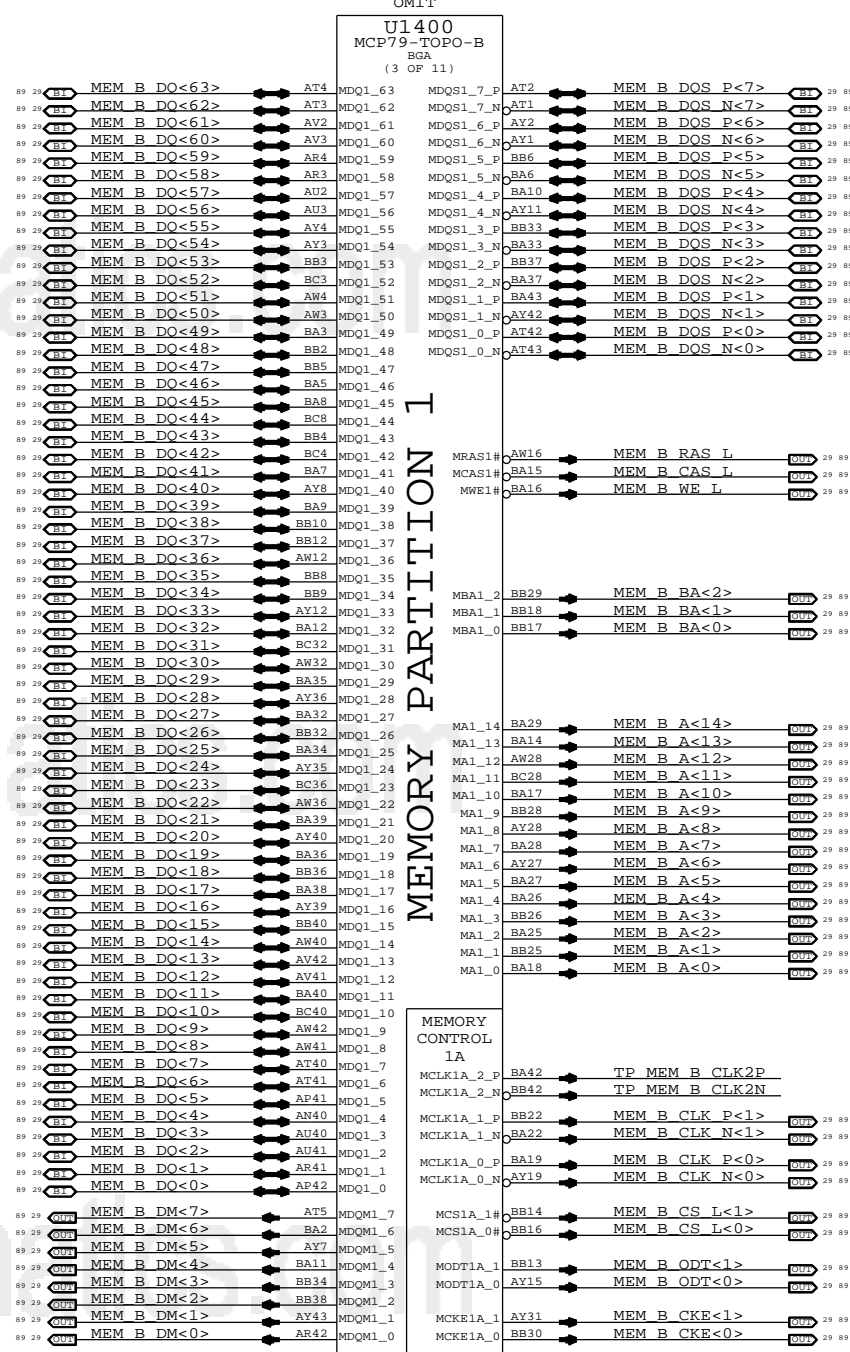 OMIT
U1400
MCP79-TOPO-B
BGA
(3 OF 11)
89 29 BI MEM_B_DQ<63> AT4 MDQ1_63 MDQS1_7_P AT2 MEM_B_DQS_P<7> BI 29 89
89 29 BI MEM_B_DQ<62> AT3 MDQ1_62 MDQS1_7_N AT1 MEM_B_DQS_N<7> BI 29 89
89 29 BI MEM_B_DQ<61> AV2 MDQ1_61 MDQS1_6_P AY2 MEM_B_DQS_P<6> BI 29 89
89 29 BI MEM_B_DQ<60> AV3 MDQ1_60 MDQS1_6_N AY1 MEM_B_DQS_N<6> BI 29 89
89 29 BI MEM_B_DQ<59> AR4 MDQ1_59 MDQS1_5_P BB6 MEM_B_DQS_P<5> BI 29 89
89 29 BI MEM_B_DQ<58> AR3 MDQ1_58 MDQS1_5_N BA6 MEM_B_DQS_N<5> BI 29 89
89 29 BI MEM_B_DQ<57> AU2 MDQ1_57 MDQS1_4_P BA10 MEM_B_DQS_P<4> BI 29 89
89 29 BI MEM_B_DQ<56> AU3 MDQ1_56 MDQS1_4_N AY11 MEM_B_DQS_N<4> BI 29 89
89 29 BI MEM_B_DQ<55> AY4 MDQ1_55 MDQS1_3_P BB33 MEM_B_DQS_P<3> BI 29 89
89 29 BI MEM_B_DQ<54> AY3 MDQ1_54 MDQS1_3_N BA33 MEM_B_DQS_N<3> BI 29 89
89 29 BI MEM_B_DQ<53> BB3 MDQ1_53 MDQS1_2_P BB37 MEM_B_DQS_P<2> BI 29 89
89 29 BI MEM_B_DQ<52> BC3 MDQ1_52 MDQS1_2_N BA37 MEM_B_DQS_N<2> BI 29 89
89 29 BI MEM_B_DQ<51> AW4 MDQ1_51 MDQS1_1_P BA43 MEM_B_DQS_P<1> BI 29 89
89 29 BI MEM_B_DQ<50> AW3 MDQ1_50 MDQS1_1_N AY42 MEM_B_DQS_N<1> BI 29 89
89 29 BI MEM_B_DQ<49> BA3 MDQ1_49 MDQS1_0_P AT42 MEM_B_DQS_P<0> BI 29 89
89 29 BI MEM_B_DQ<48> BB2 MDQ1_48 MDQS1_0_N AT43 MEM_B_DQS_N<0> BI 29 89
89 29 BI MEM_B_DQ<47> BB5 MDQ1_47
89 29 BI MEM_B_DQ<46> BA5 MDQ1_46
89 29 BI MEM_B_DQ<45> BA8 MDQ1_45
89 29 BI MEM_B_DQ<44> BC8 MDQ1_44
89 29 BI MEM_B_DQ<43> BB4 MDQ1_43
89 29 BI MEM_B_DQ<42> BC4 MDQ1_42 MRAS1# AW16 MEM_B_RAS_L OUT 29 89
89 29 BI MEM_B_DQ<41> BA7 MDQ1_41 MCAS1# BA15 MEM_B_CAS_L OUT 29 89
89 29 BI MEM_B_DQ<40> AY8 MDQ1_40 MWE1# BA16 MEM_B_WE_L OUT 29 89
89 29 BI MEM_B_DQ<39> BA9 MDQ1_39
89 29 BI MEM_B_DQ<38> BB10 MDQ1_38
89 29 BI MEM_B_DQ<37> BB12 MDQ1_37
89 29 BI MEM_B_DQ<36> AW12 MDQ1_36
89 29 BI MEM_B_DQ<35> BB8 MDQ1_35
89 29 BI MEM_B_DQ<34> BB9 MDQ1_34 MBA1_2 BB29 MEM_B_BA<2> OUT 29 89
89 29 BI MEM_B_DQ<33> AY12 MDQ1_33 MBA1_1 BB18 MEM_B_BA<1> OUT 29 89
89 29 BI MEM_B_DQ<32> BA12 MDQ1_32 MBA1_0 BB17 MEM_B_BA<0> OUT 29 89
89 29 BI MEM_B_DQ<31> BC32 MDQ1_31
89 29 BI MEM_B_DQ<30> AW32 MDQ1_30
89 29 BI MEM_B_DQ<29> BA35 MDQ1_29
89 29 BI MEM_B_DQ<28> AY36 MDQ1_28
MEMORY PARTITION 1
89 29 BI MEM_B_DQ<27> BA32 MDQ1_27 MA1_14 BA29 MEM_B_A<14> OUT 29 89
89 29 BI MEM_B_DQ<26> BB32 MDQ1_26 MA1_13 BA14 MEM_B_A<13> OUT 29 89
89 29 BI MEM_B_DQ<25> BA34 MDQ1_25 MA1_12 AW28 MEM_B_A<12> OUT 29 89
89 29 BI MEM_B_DQ<24> AY35 MDQ1_24 MA1_11 BC28 MEM_B_A<11> OUT 29 89
89 29 BI MEM_B_DQ<23> BC36 MDQ1_23 MA1_10 BA17 MEM_B_A<10> OUT 29 89
89 29 BI MEM_B_DQ<22> AW36 MDQ1_22 MA1_9 BB28 MEM_B_A<9> OUT 29 89
89 29 BI MEM_B_DQ<21> BA39 MDQ1_21 MA1_8 AY28 MEM_B_A<8> OUT 29 89
89 29 BI MEM_B_DQ<20> AY40 MDQ1_20 MA1_7 BA28 MEM_B_A<7> OUT 29 89
89 29 BI MEM_B_DQ<19> BA36 MDQ1_19 MA1_6 AY27 MEM_B_A<6> OUT 29 89
89 29 BI MEM_B_DQ<18> BB36 MDQ1_18 MA1_5 BA27 MEM_B_A<5> OUT 29 89
89 29 BI MEM_B_DQ<17> BA38 MDQ1_17 MA1_4 BA26 MEM_B_A<4> OUT 29 89
89 29 BI MEM_B_DQ<16> AY39 MDQ1_16 MA1_3 BB26 MEM_B_A<3> OUT 29 89
89 29 BI MEM_B_DQ<15> BB40 MDQ1_15 MA1_2 BA25 MEM_B_A<2> OUT 29 89
89 29 BI MEM_B_DQ<14> AW40 MDQ1_14 MA1_1 BB25 MEM_B_A<1> OUT 29 89
89 29 BI MEM_B_DQ<13> AV42 MDQ1_13 MA1_0 BA18 MEM_B_A<0> OUT 29 89
89 29 BI MEM_B_DQ<12> AV41 MDQ1_12
89 29 BI MEM_B_DQ<11> BA40 MDQ1_11
89 29 BI MEM_B_DQ<10> BC40 MDQ1_10
89 29 BI MEM_B_DQ<9> AW42 MDQ1_9
89 29 BI MEM_B_DQ<8> AW41 MDQ1_8
MEMORY
CONTROL
1A
89 29 BI MEM_B_DQ<7> AT40 MDQ1_7 MCLK1A_2_P BA42 TP_MEM_B_CLK2P
89 29 BI MEM_B_DQ<6> AT41 MDQ1_6 MCLK1A_2_N BB42 TP_MEM_B_CLK2N
89 29 BI MEM_B_DQ<5> AP41 MDQ1_5
89 29 BI MEM_B_DQ<4> AN40 MDQ1_4 MCLK1A_1_P BB22 MEM_B_CLK_P<1> OUT 29 89
89 29 BI MEM_B_DQ<3> AU40 MDQ1_3 MCLK1A_1_N BA22 MEM_B_CLK_N<1> OUT 29 89
89 29 BI MEM_B_DQ<2> AU41 MDQ1_2
89 29 BI MEM_B_DQ<1> AR41 MDQ1_1 MCLK1A_0_P BA19 MEM_B_CLK_P<0> OUT 29 89
89 29 BI MEM_B_DQ<0> AP42 MDQ1_0 MCLK1A_0_N AY19 MEM_B_CLK_N<0> OUT 29 89
89 29 OUT MEM_B_DM<7> AT5 MDQM1_7 MCS1A_1# BB14 MEM_B_CS_L<1> OUT 29 89
89 29 OUT MEM_B_DM<6> BA2 MDQM1_6 MCS1A_0# BB16 MEM_B_CS_L<0> OUT 29 89
89 29 OUT MEM_B_DM<5> AY7 MDQM1_5
89 29 OUT MEM_B_DM<4> BA11 MDQM1_4 MODT1A_1 BB13 MEM_B_ODT<1> OUT 29 89
89 29 OUT MEM_B_DM<3> BB34 MDQM1_3 MODT1A_0 AY15 MEM_B_ODT<0> OUT 29 89
89 29 OUT MEM_B_DM<2> BB38 MDQM1_2
89 29 OUT MEM_B_DM<1> AY43 MDQM1_1 MCKE1A_1 AY31 MEM_B_CKE<1> OUT 29 89
89 29 OUT MEM_B_DM<0> AR42 MDQM1_0 MCKE1A_0 BB30 MEM_B_CKE<0> OUT 29 89